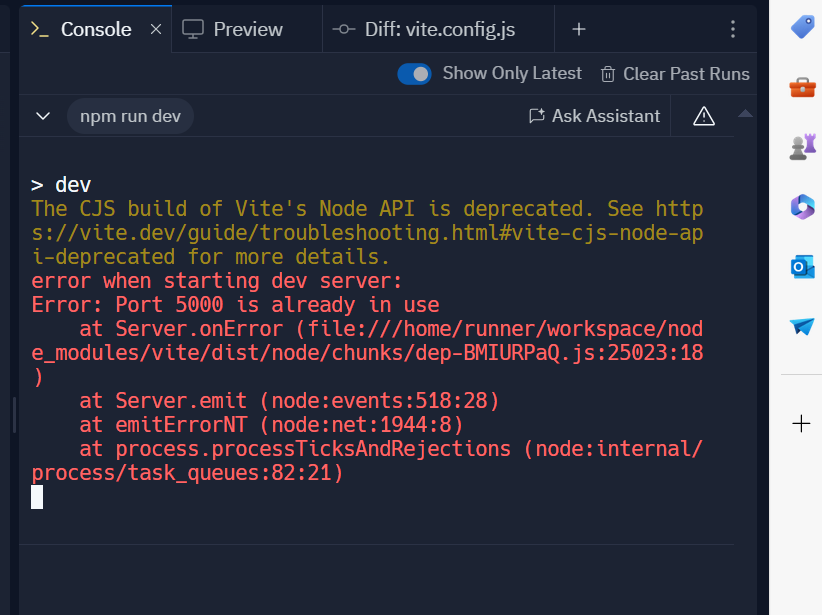 Console
Preview
Diff: vite.config.js
Show Only Latest
Clear Past Runs
npm run dev
Ask Assistant
> dev
The CJS build of Vite's Node API is deprecated. See http
s://vite.dev/guide/troubleshooting.html#vite-cjs-node-ap
i-deprecated for more details.
error when starting dev server:
Error: Port 5000 is already in use
    at Server.onError (file:///home/runner/workspace/nod
e_modules/vite/dist/node/chunks/dep-BMIURPaQ.js:25023:18
)
    at Server.emit (node:events:518:28)
    at emitErrorNT (node:net:1944:8)
    at process.processTicksAndRejections (node:internal/
process/task_queues:82:21)